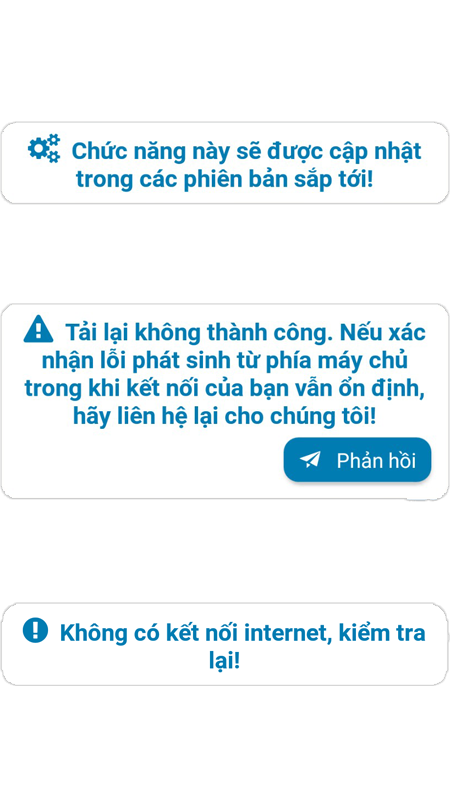 Chức năng này sẽ được cập nhật
trong các phiên bản sắp tới!
Tải lại không thành công. Nếu xác
nhận lỗi phát sinh từ phía máy chủ
trong khi kết nối của bạn vẫn ổn định,
hãy liên hệ lại cho chúng tôi!
Phản hồi
Không có kết nối internet, kiểm tra
lại!